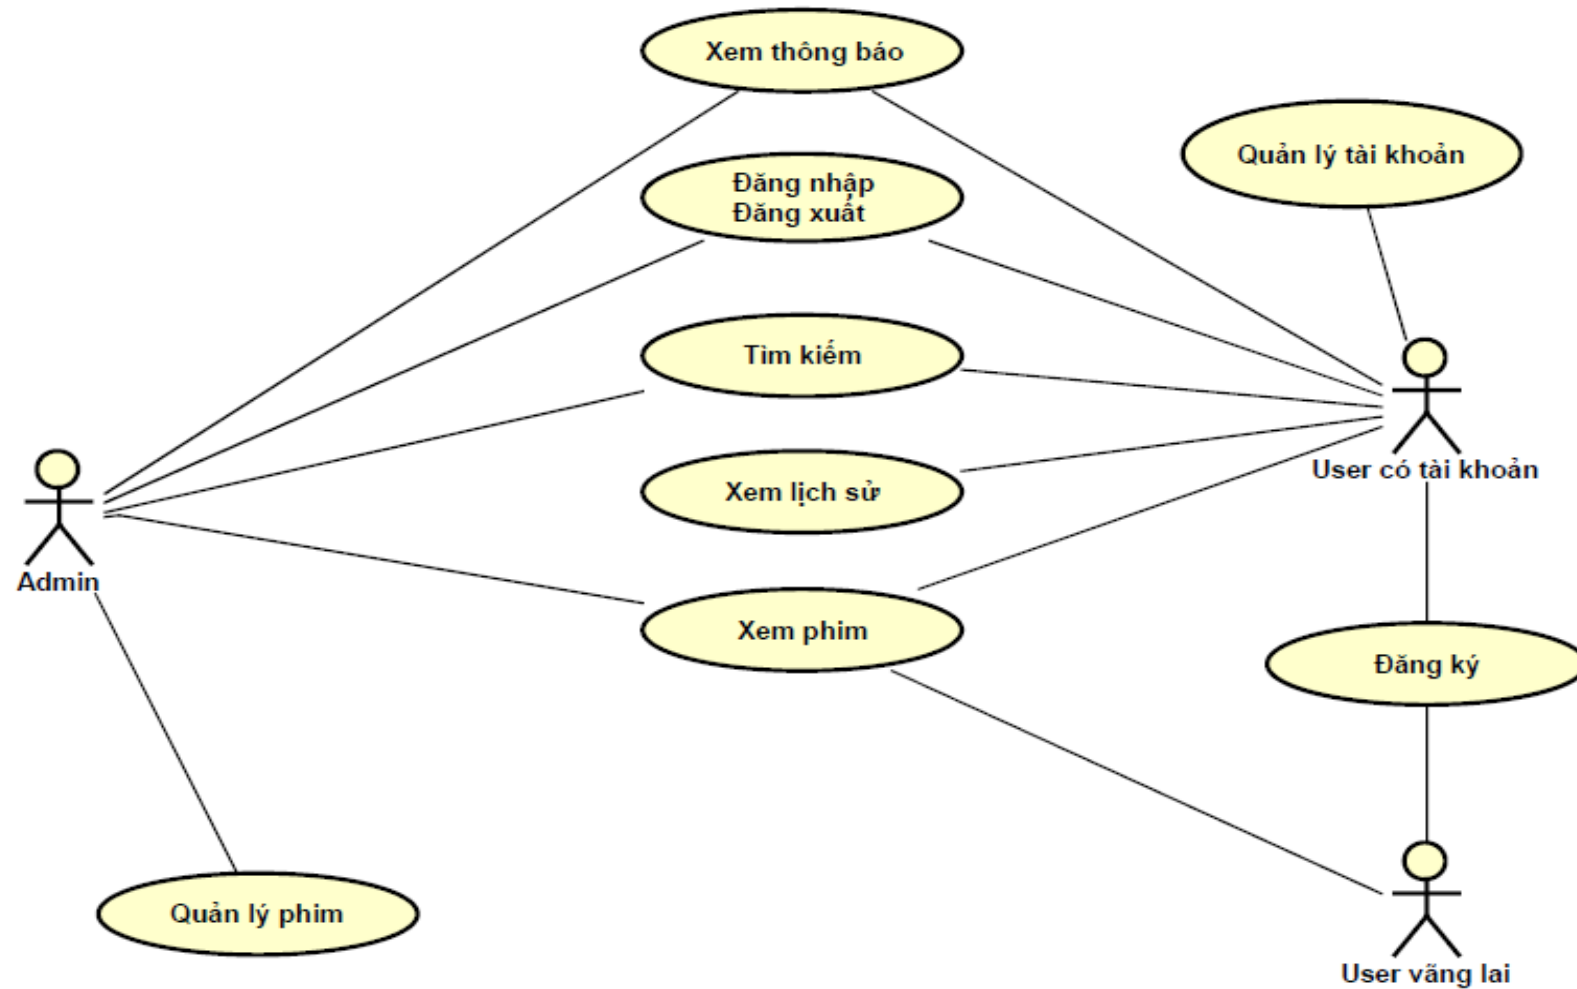 Xem thông báo
Quản lý tài khoản
Đăng nhập
Đăng xuất
Tìm kiếm
User có tài khoản
Xem lịch sử
Admin
Xem phim
Đăng ký
Quản lý phim
User vãng lai